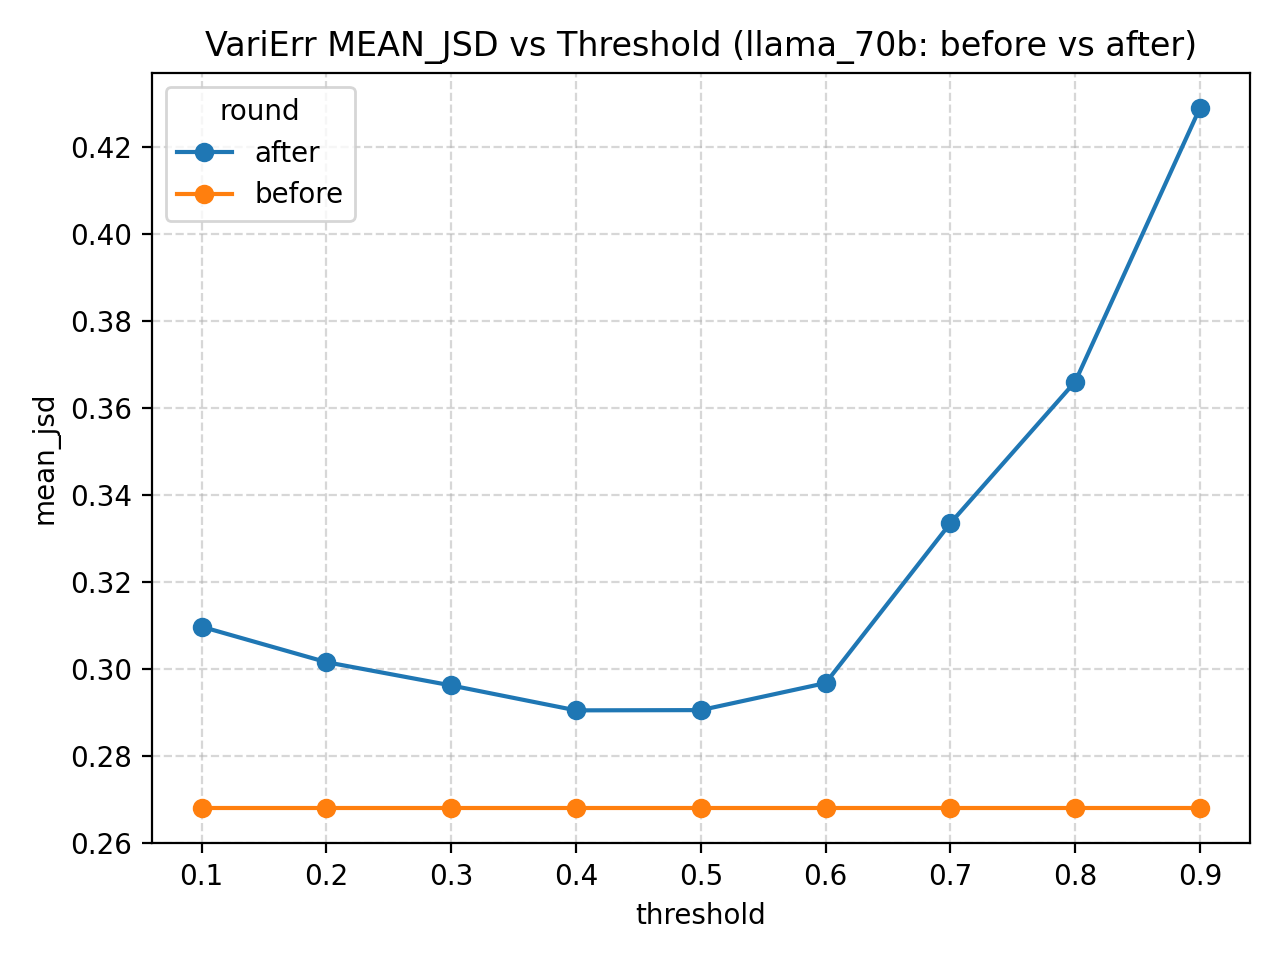 VariErr MEAN_JSD vs Threshold (llama_70b: before vs after)
round
after
before
0.42
0.40
0.38
0.36
0.34
0.32
0.30
0.28
0.26
mean_jsd
0.1 0.2 0.3 0.4 0.5 0.6 0.7 0.8 0.9
threshold